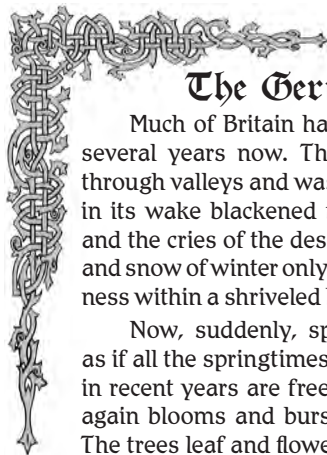 The Ger
Much of Britain ha
several years now. Th
through valleys and was
in its wake blackened
and the cries of the des
and snow of winter only
ness within a shriveled
Now, suddenly, sp
as if all the springtimes
in recent years are free
again blooms and burs
The trees leaf and flowe